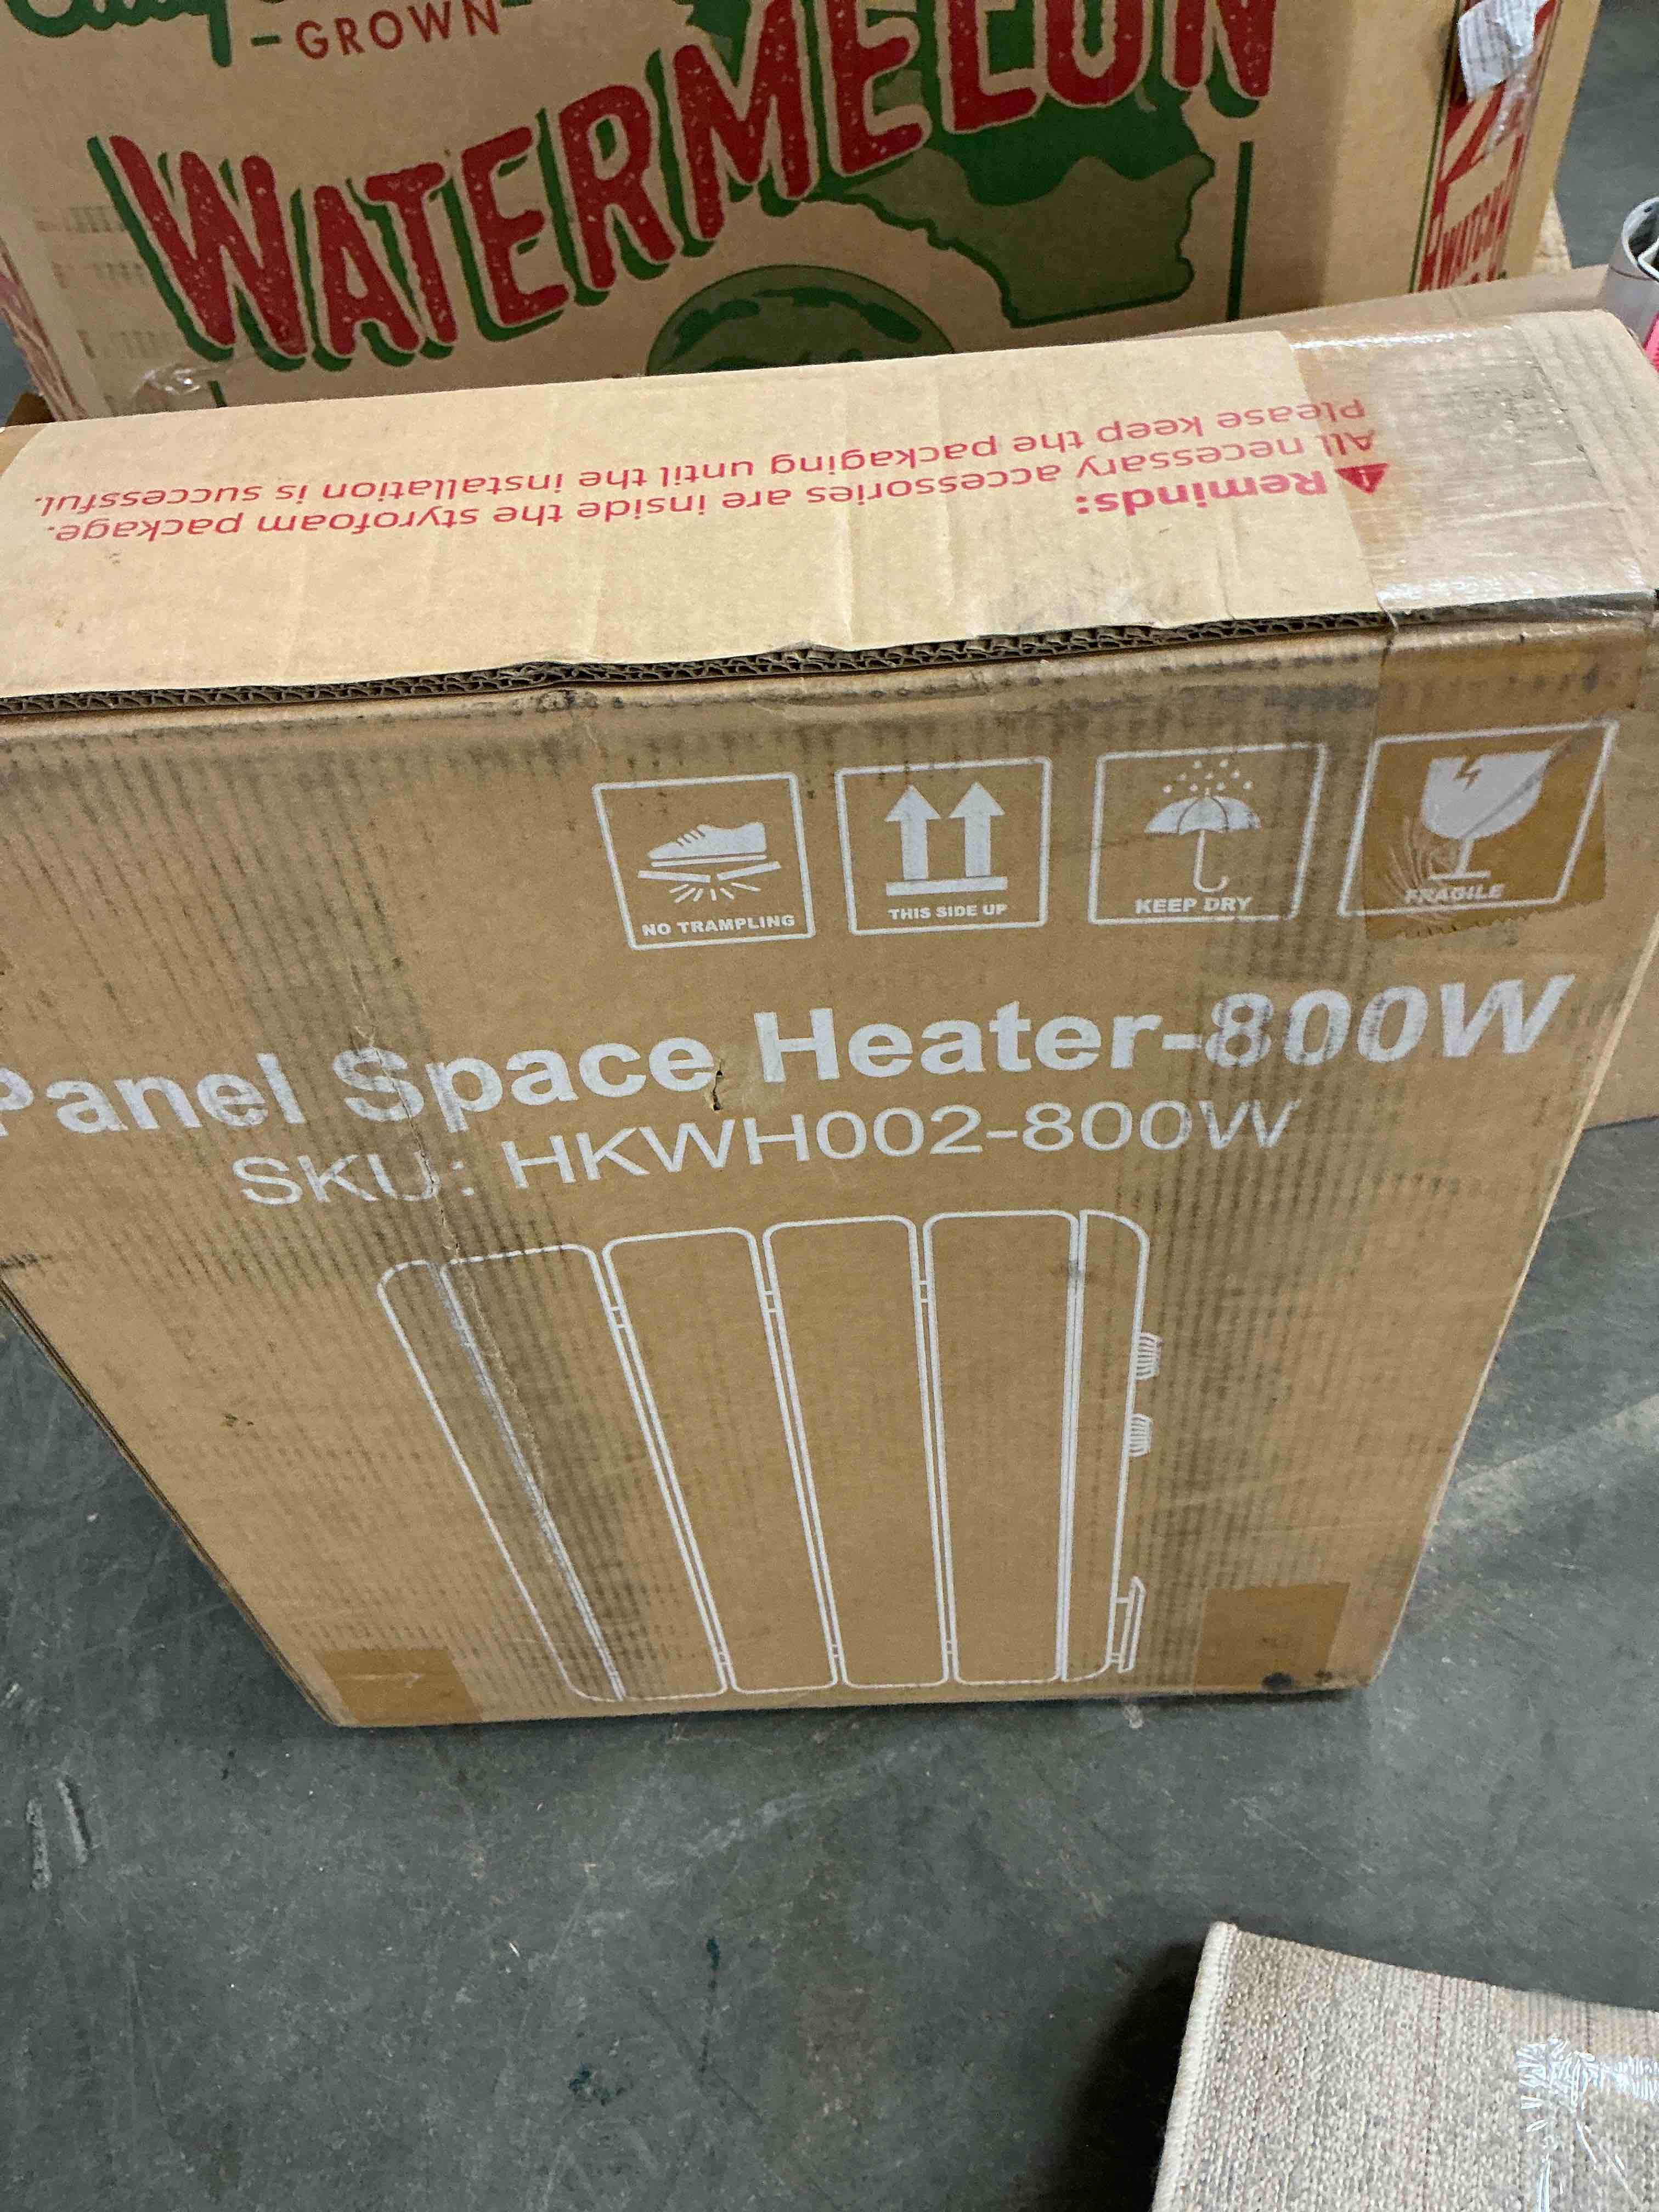 -GROWN-
WATERMELON
Reminds:
All necessary accessories are inside the styrofoam package.
Please keep the packaging until the installation is successful.
NO TRAMPLING
THIS SIDE UP
KEEP DRY
FRAGILE
Panel Space Heater-800W
SKU: HKWH002-800W